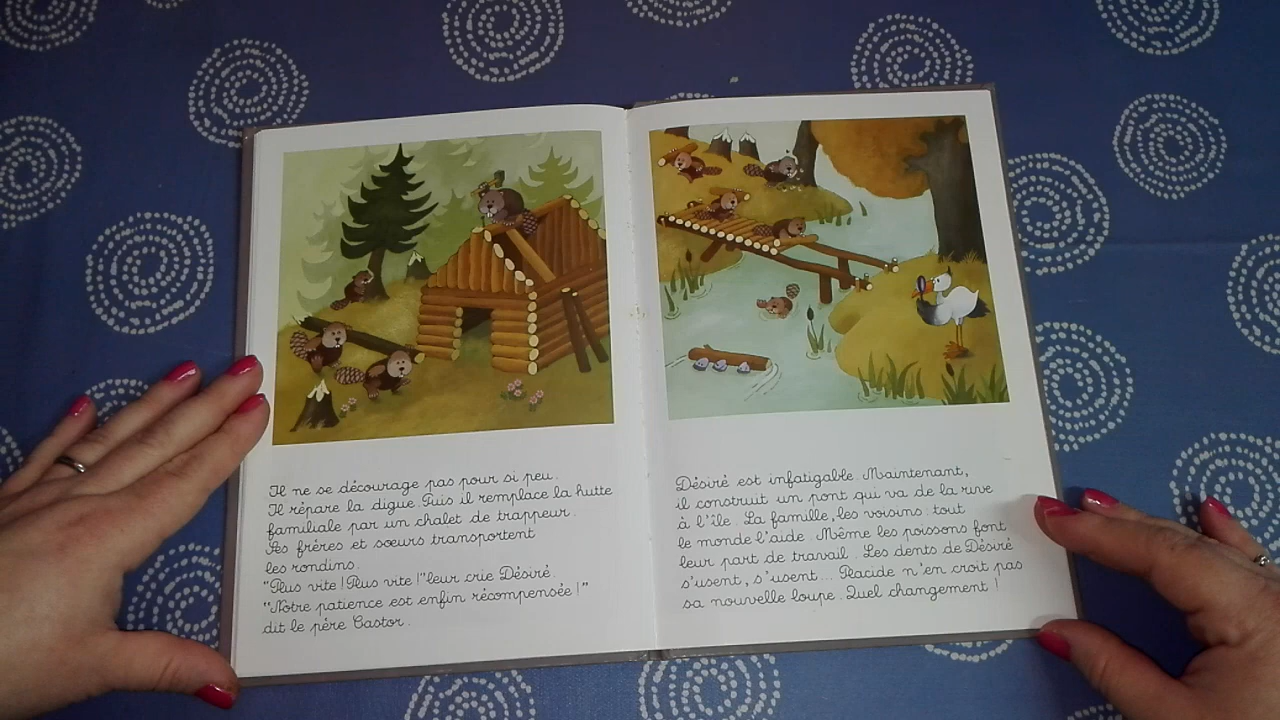 Il ne se décourage pas pour si peu.
Il répare la digue. Puis il remplace la hutte
familiale par un chalet de trappeur.
Ses frères et sœurs transportent
les rondins.
"Plus vite ! Plus vite !" leur crie Désiré.
"Notre patience est enfin récompensée !"
dit le père Castor.
Désiré est infatigable. Maintenant,
il construit un pont qui va de la rive
à l'île. La famille, les voisins : tout
le monde l'aide. Même les poissons font
leur part de travail. Les dents de Désiré
s'usent, s'usent... Placide n'en croit pas
sa nouvelle loupe. Quel changement !